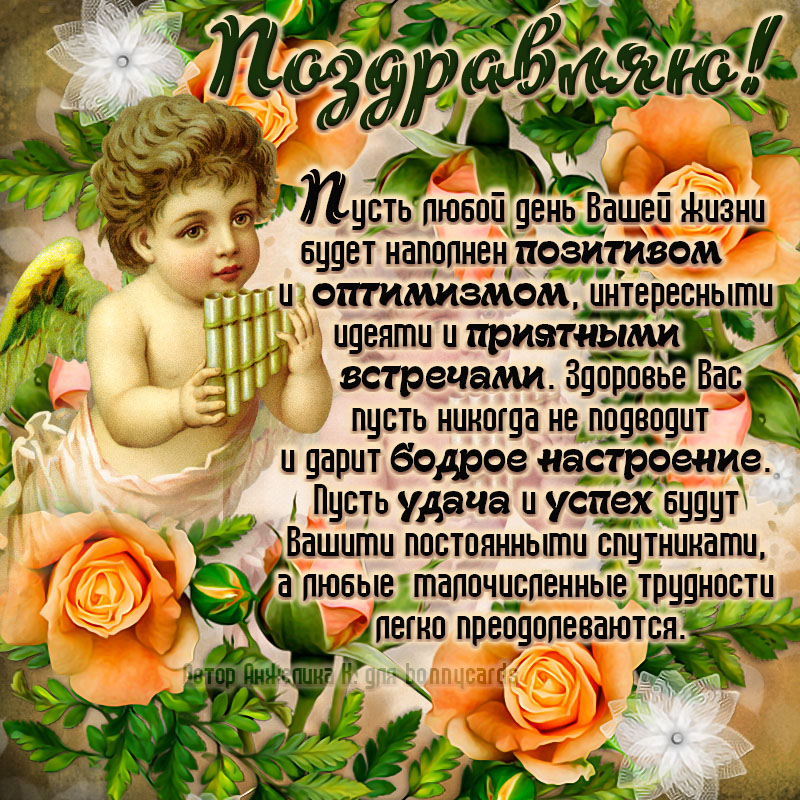 Поздравляю!
Пусть любой день Вашей жизни
будет наполнен позитивом
и оптимизмом, интересными
идеями и приятными
встречами. Здоровье Вас
пусть никогда не подводит
и дарит бодрое настроение.
Пусть удача и успех будут
Вашими постоянными спутниками,
а любые малочисленные трудности
легко преодолеваются.
Автор Анжелика К. для bonnycards